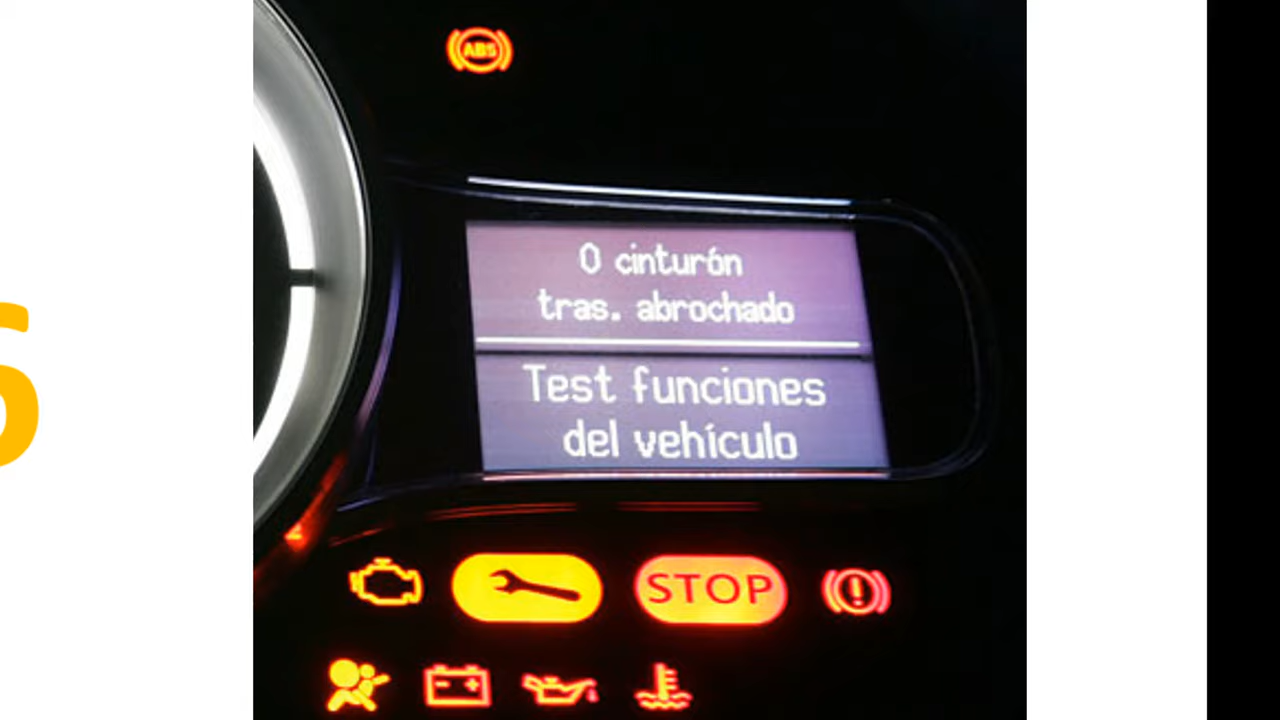 ABS
0 cinturón
tras. abrochado
Test funciones
del vehículo
STOP